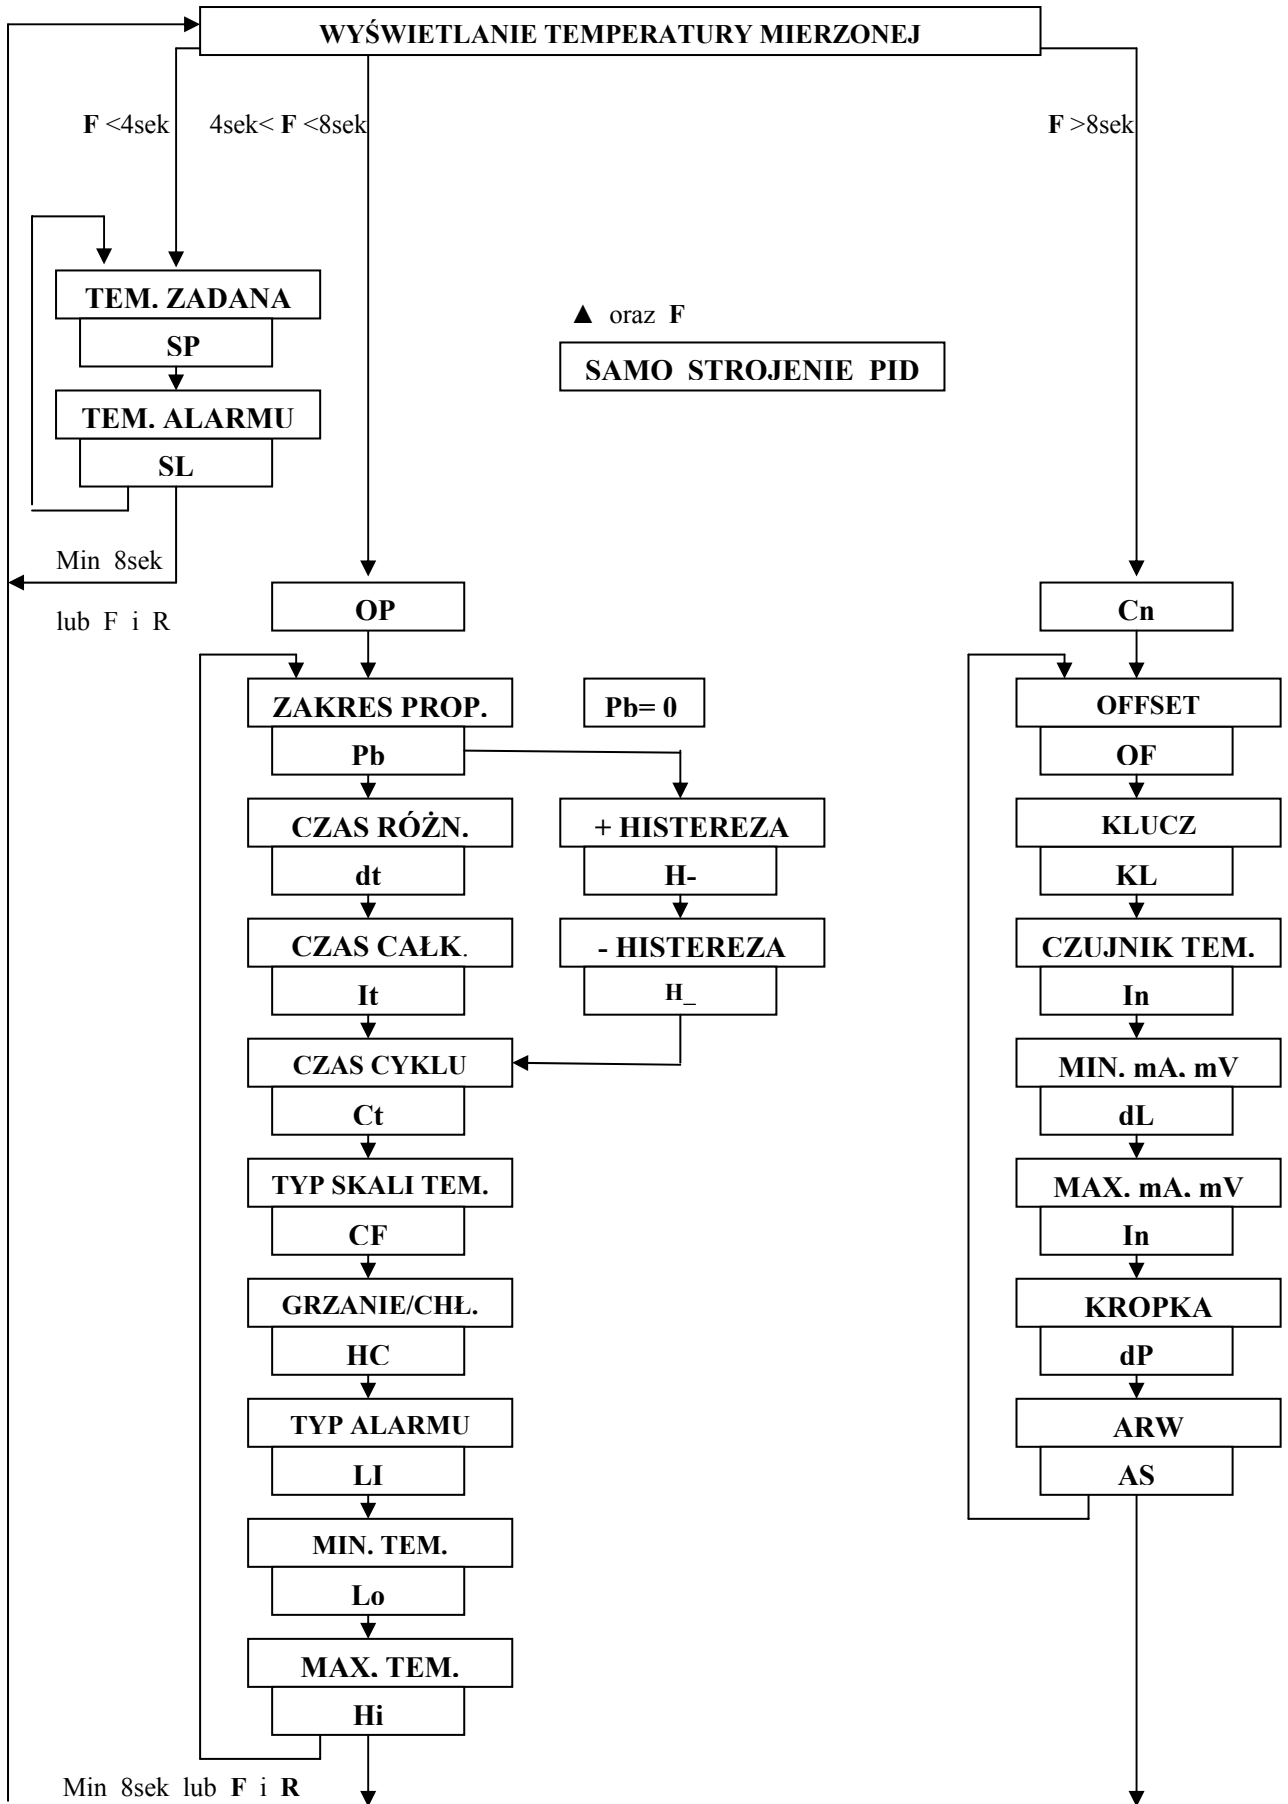 WYŚWIETLANIE TEMPERATURY MIERZONEJ
F <4sek
4sek< F <8sek
F >8sek
TEM. ZADANA
SP
TEM. ALARMU
SL
Min 8sek
lub F i R
▲ oraz F
SAMO STROJENIE PID
OP
ZAKRES PROP.
Pb
CZAS RÓŻN.
dt
CZAS CAŁK.
It
CZAS CYKLU
Ct
TYP SKALI TEM.
CF
GRZANIE/CHŁ.
HC
TYP ALARMU
LI
MIN. TEM.
Lo
MAX. TEM.
Hi
Pb= 0
+ HISTEREZA
H-
- HISTEREZA
H_
Cn
OFFSET
OF
KLUCZ
KL
CZUJNIK TEM.
In
MIN. mA. mV
dL
MAX. mA. mV
In
KROPKA
dP
ARW
AS
Min 8sek lub F i R